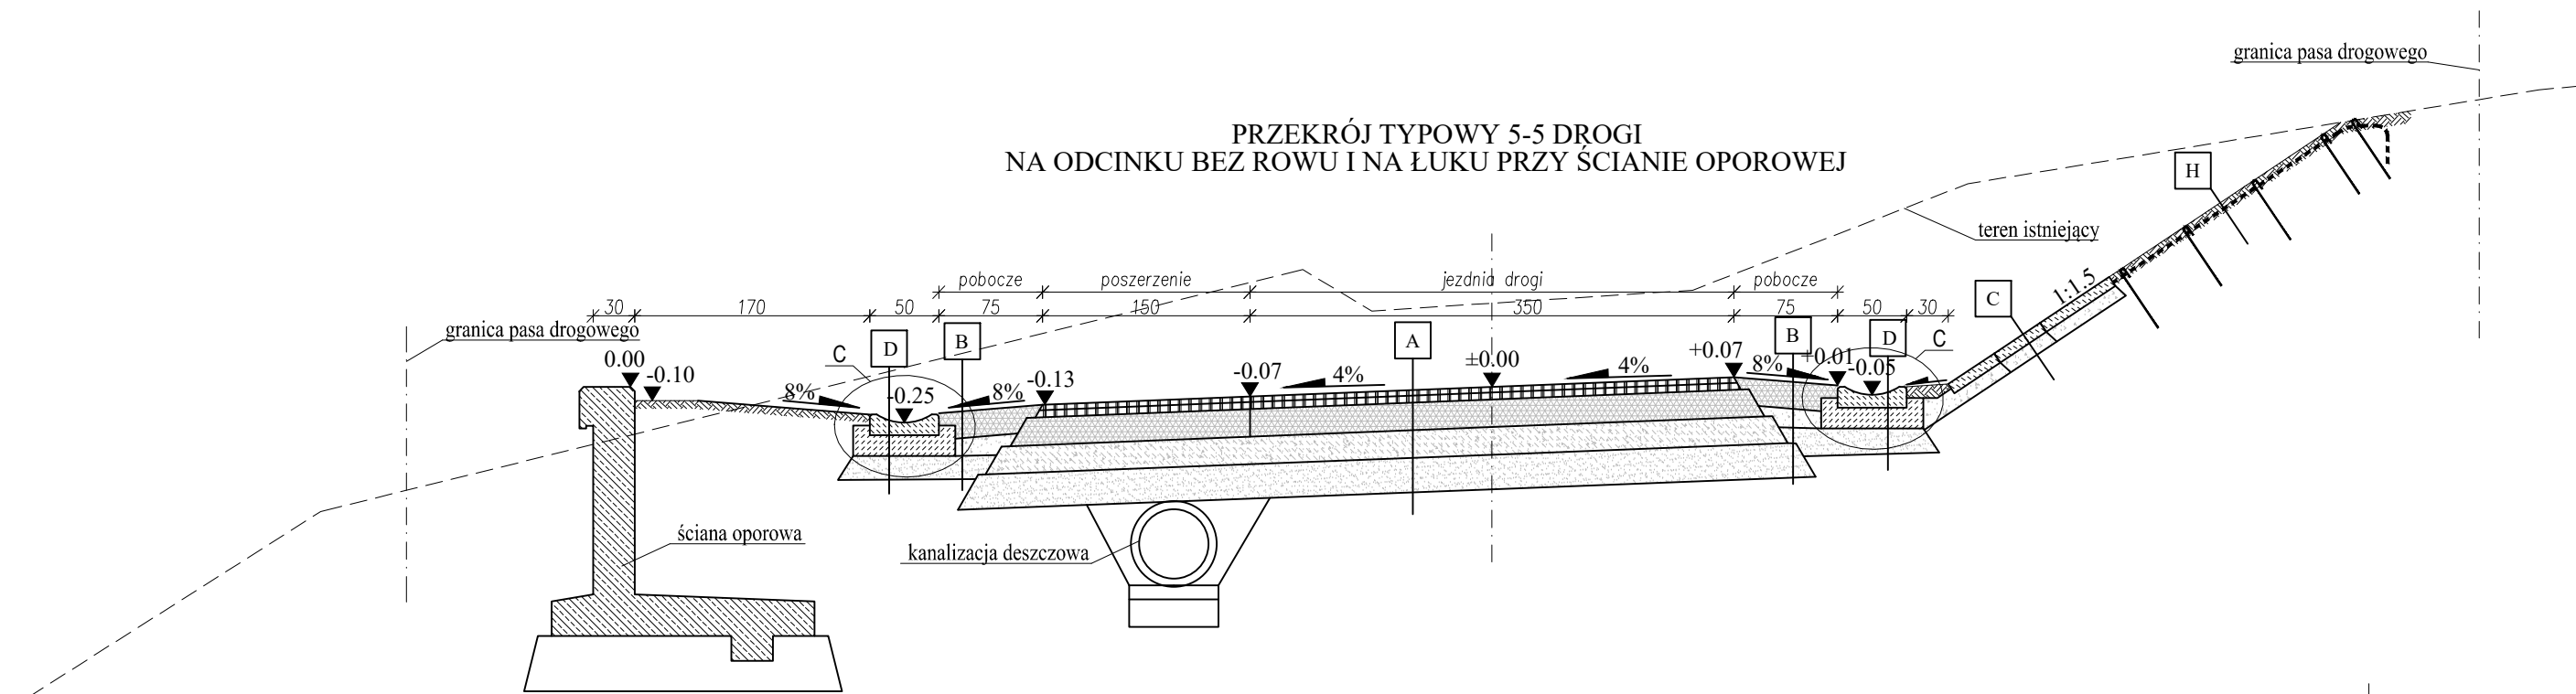 granica pasa drogowego
PRZEKRÓJ TYPOWY 5-5 DROGI
NA ODCINKU BEZ ROWU I NA ŁUKU PRZY ŚCIANIE OPOROWEJ
H
teren istniejący
pobocze poszerzenie jezdnia drogi pobocze
30 170 50 75 150 350 75 50 30
1:1.5
C
granica pasa drogowego
C D B A B D C
0.00 -0.10 8% -0.25 8% -0.13 -0.07 4% ±0.00 4% +0.07 8% +0.01 -0.05
ściana oporowa
kanalizacja deszczowa